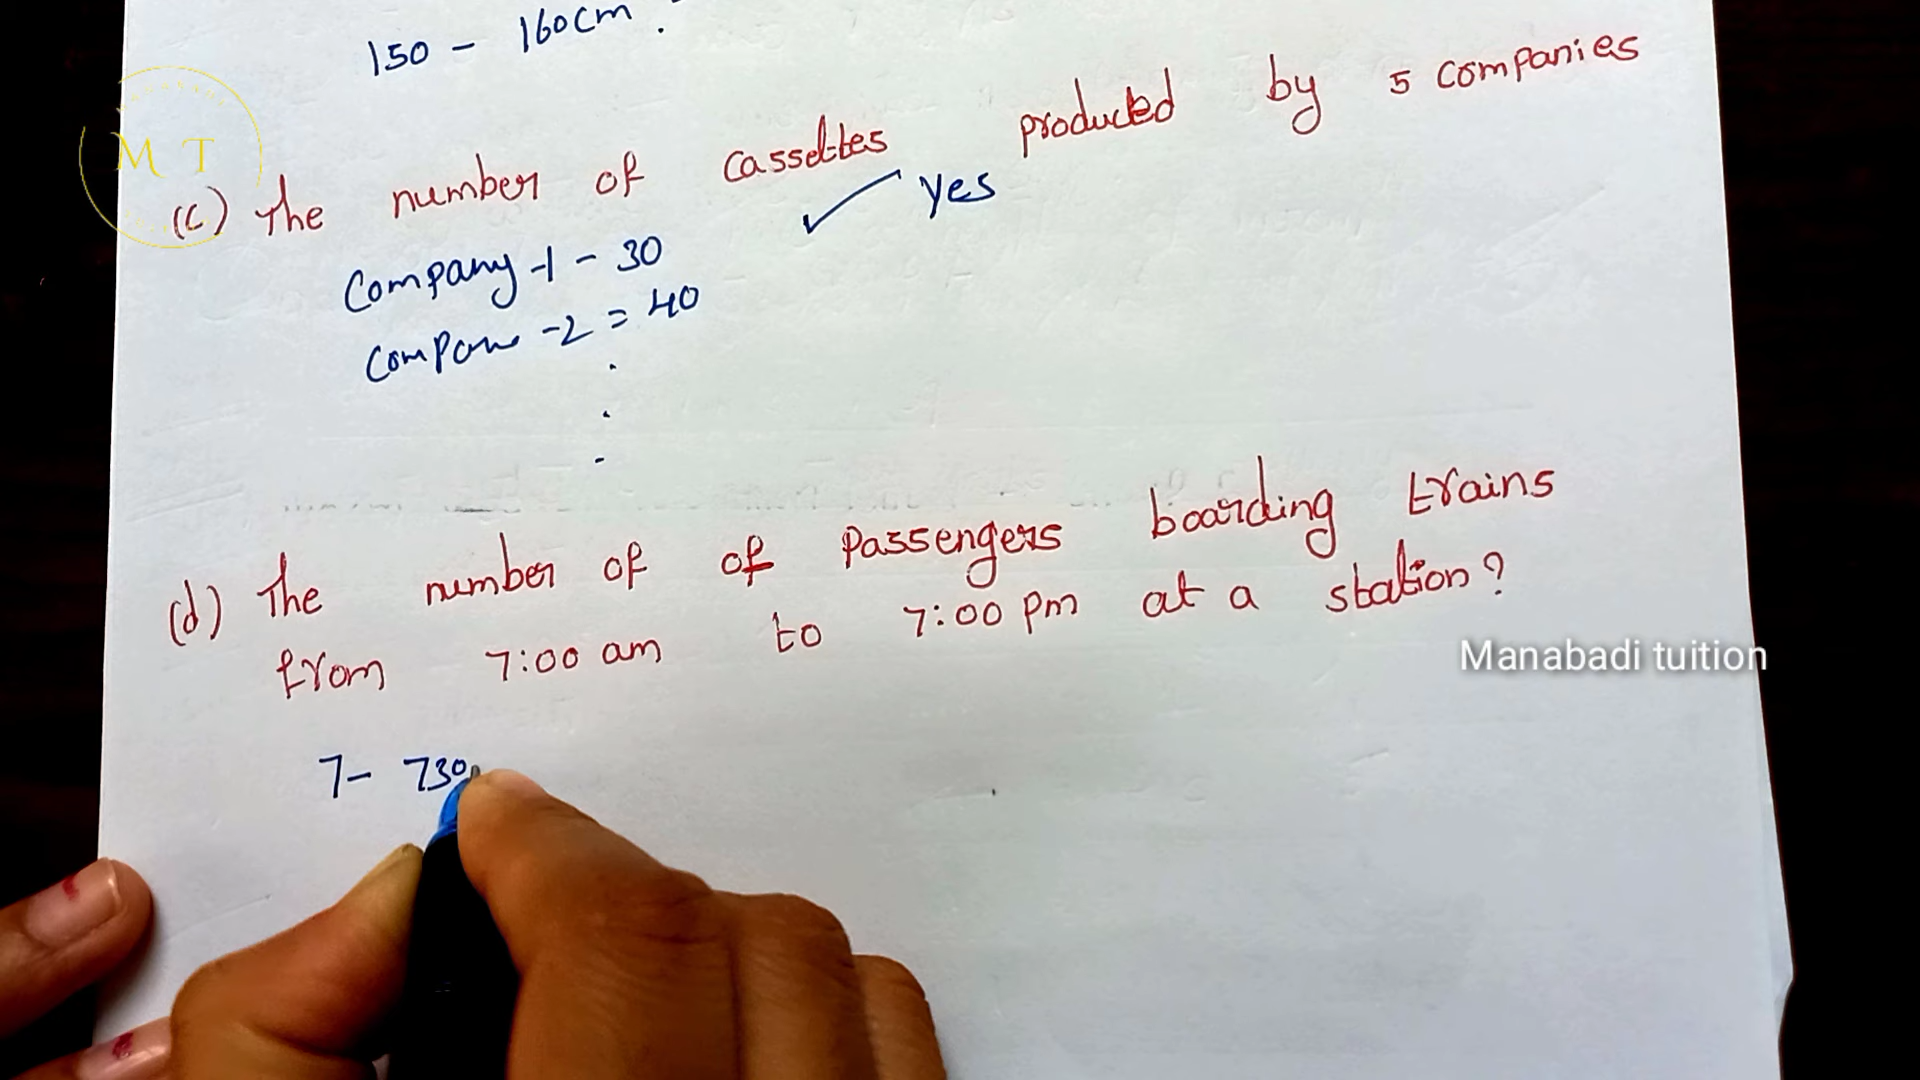 150 - 160cm.
M T
(c) The number of cassettes produced by 5 companies
yes
Company -1 - 30
-2 = 40
(d) The number of of passengers boarding trains
from 7:00 am to 7:00 pm at a station?
Manabadi tuition
7- 730